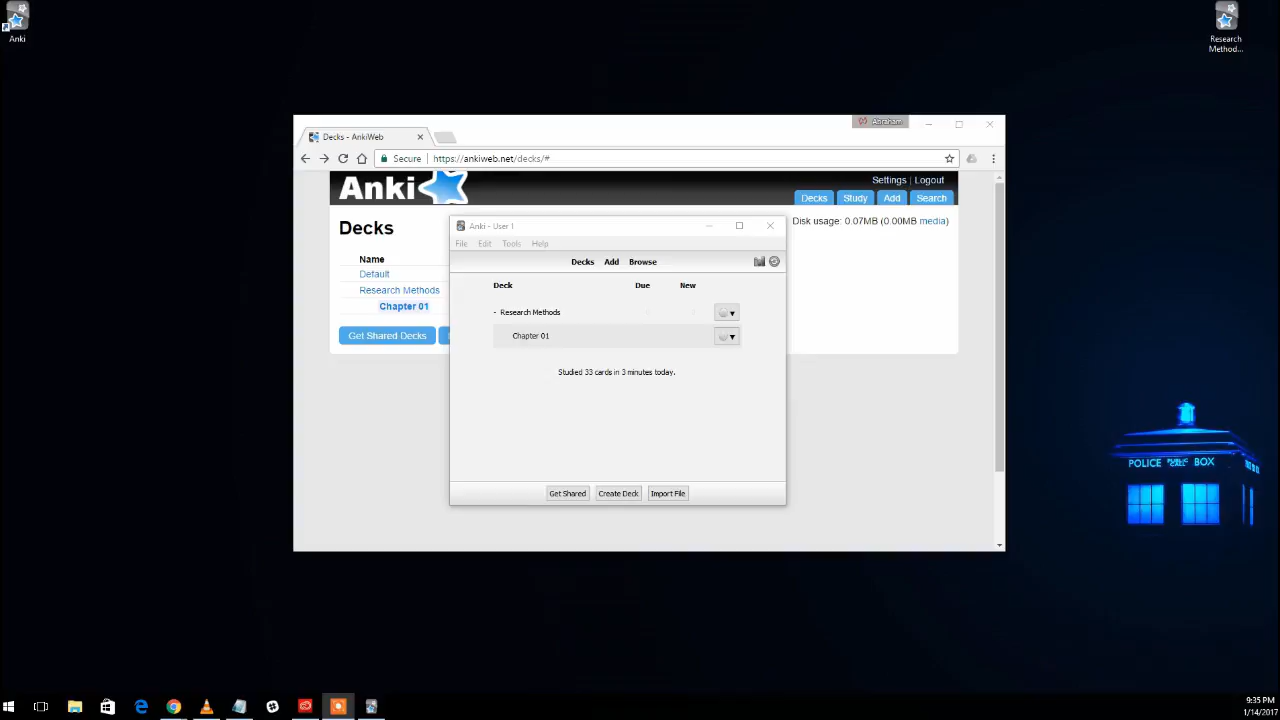 Anki
Research
Method...
Abraham
Decks - AnkiWeb
Secure
https://ankiweb.net/decks/#
Anki
Settings | Logout
Decks
Study
Add
Search
Decks
Disk usage: 0.07MB (0.00MB media)
Name
Default
Research Methods
Chapter 01
Get Shared Decks
Anki - User 1
File
Edit
Tools
Help
Decks
Add
Browse
Deck
Due
New
- Research Methods
Chapter 01
Studied 33 cards in 3 minutes today.
Get Shared
Create Deck
Import File
POLICE PUBLIC CALL BOX
9:35 PM
1/14/2017